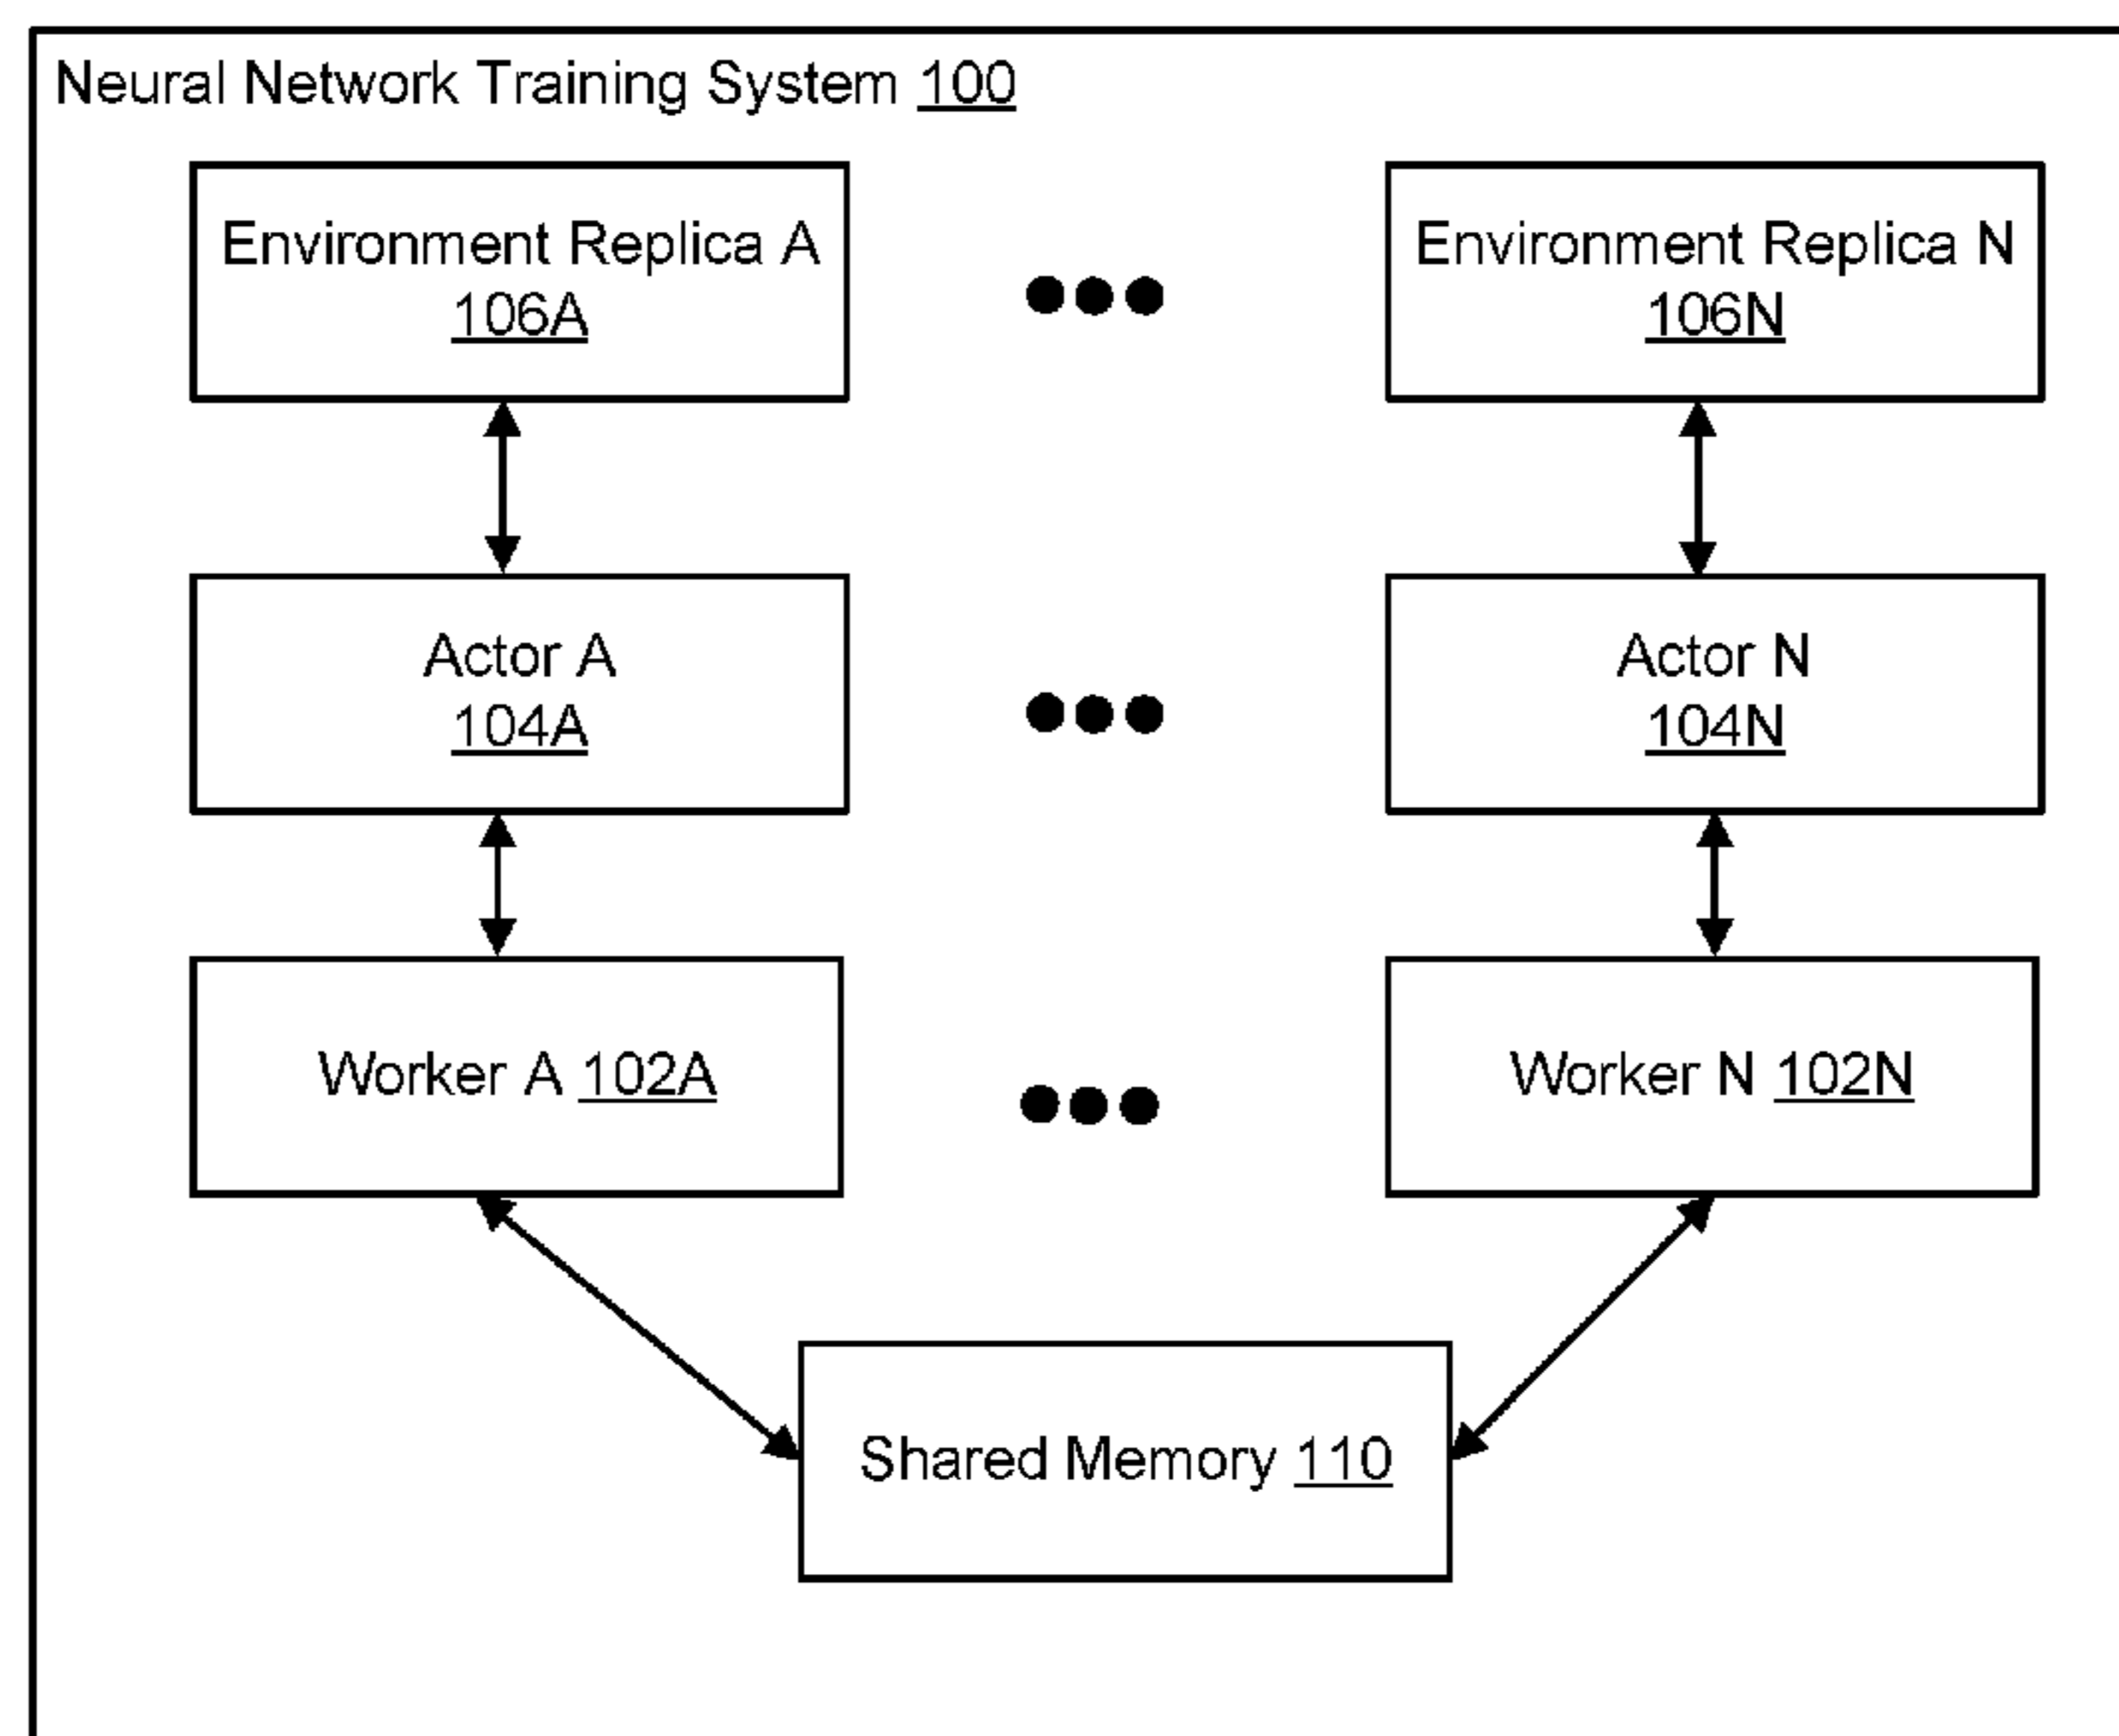 Neural Network Training System 100
Environment Replica A
106A
Environment Replica N
106N
Actor A
104A
Actor N
104N
Worker A 102A
Worker N 102N
Shared Memory 110